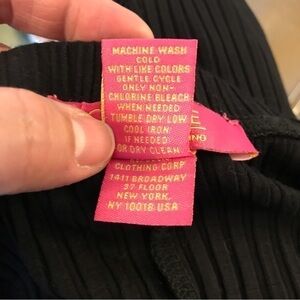 MACHINE WASH
COLD
WITH LIKE COLORS
GENTLE CYCLE
ONLY NON-
CHLORINE BLEACH
WHEN NEEDED
TUMBLE DRY LOW
COOL IRON
IF NEEDED
OR DRY CLEAN
CLOTHING CORP
1411 BROADWAY
37 FLOOR
NEW YORK,
NY 10018 USA